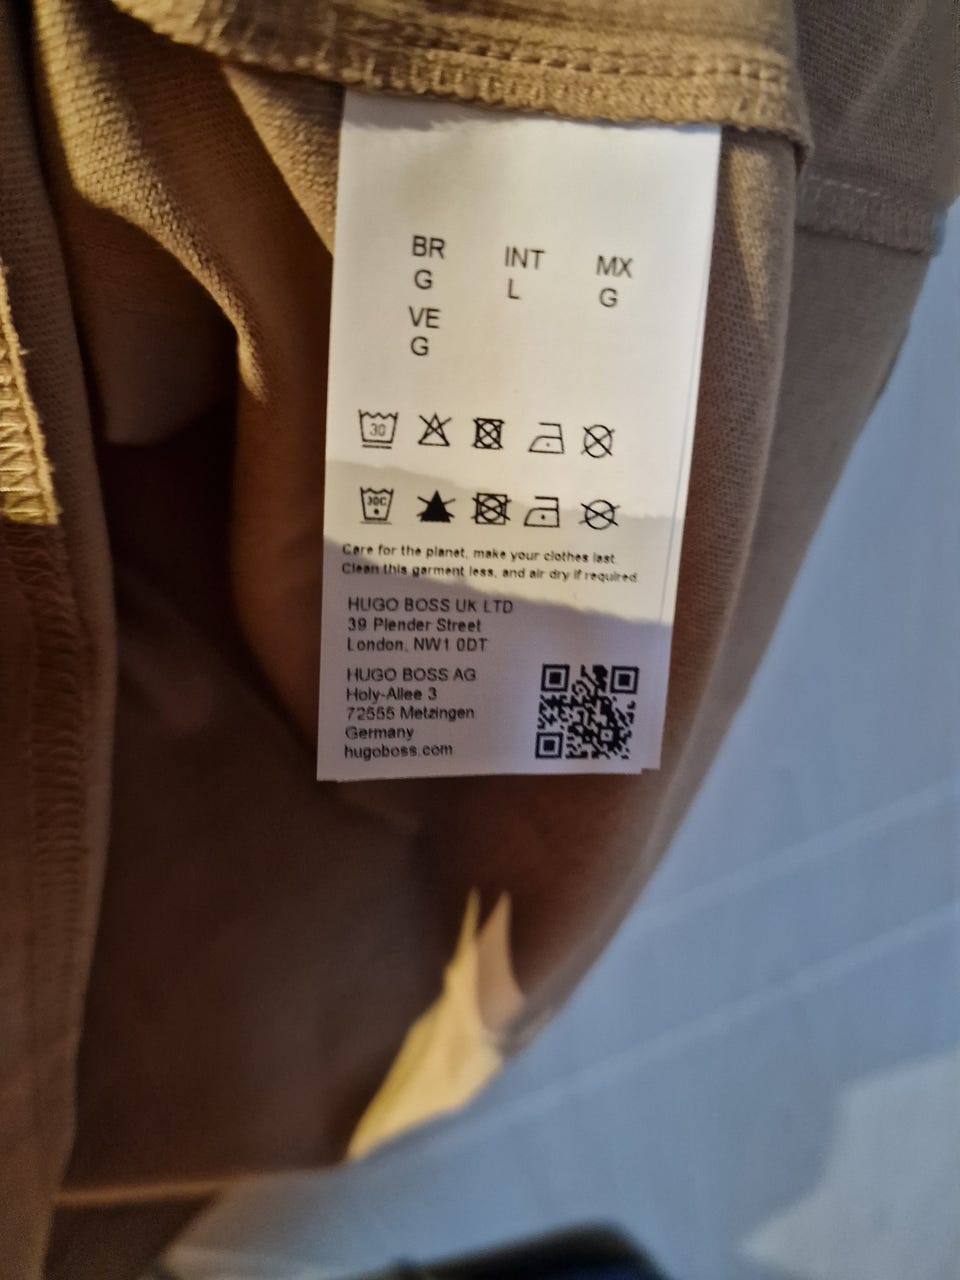 BR INT MX
G L G
VE
G
30
30C
Care for the planet, make your clothes last.
Clean this garment less, and air dry if required.
HUGO BOSS UK LTD
39 Plender Street
London, NW1 0DT
HUGO BOSS AG
Holy-Allee 3
72555 Metzingen
Germany
hugoboss.com